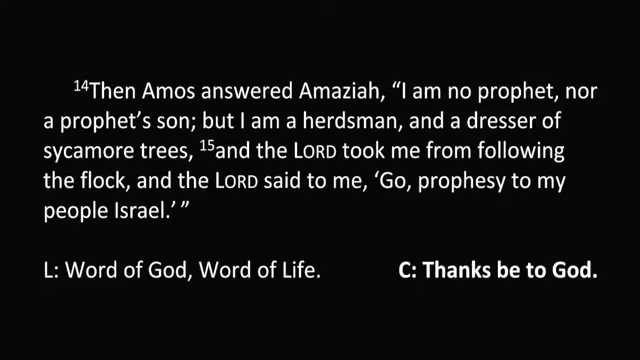 ¹⁴Then Amos answered Amaziah, “I am no prophet, nor
a prophet’s son; but I am a herdsman, and a dresser of
sycamore trees, ¹⁵and the LORD took me from following
the flock, and the LORD said to me, ‘Go, prophesy to my
people Israel.’ ”
L: Word of God, Word of Life. C: Thanks be to God.